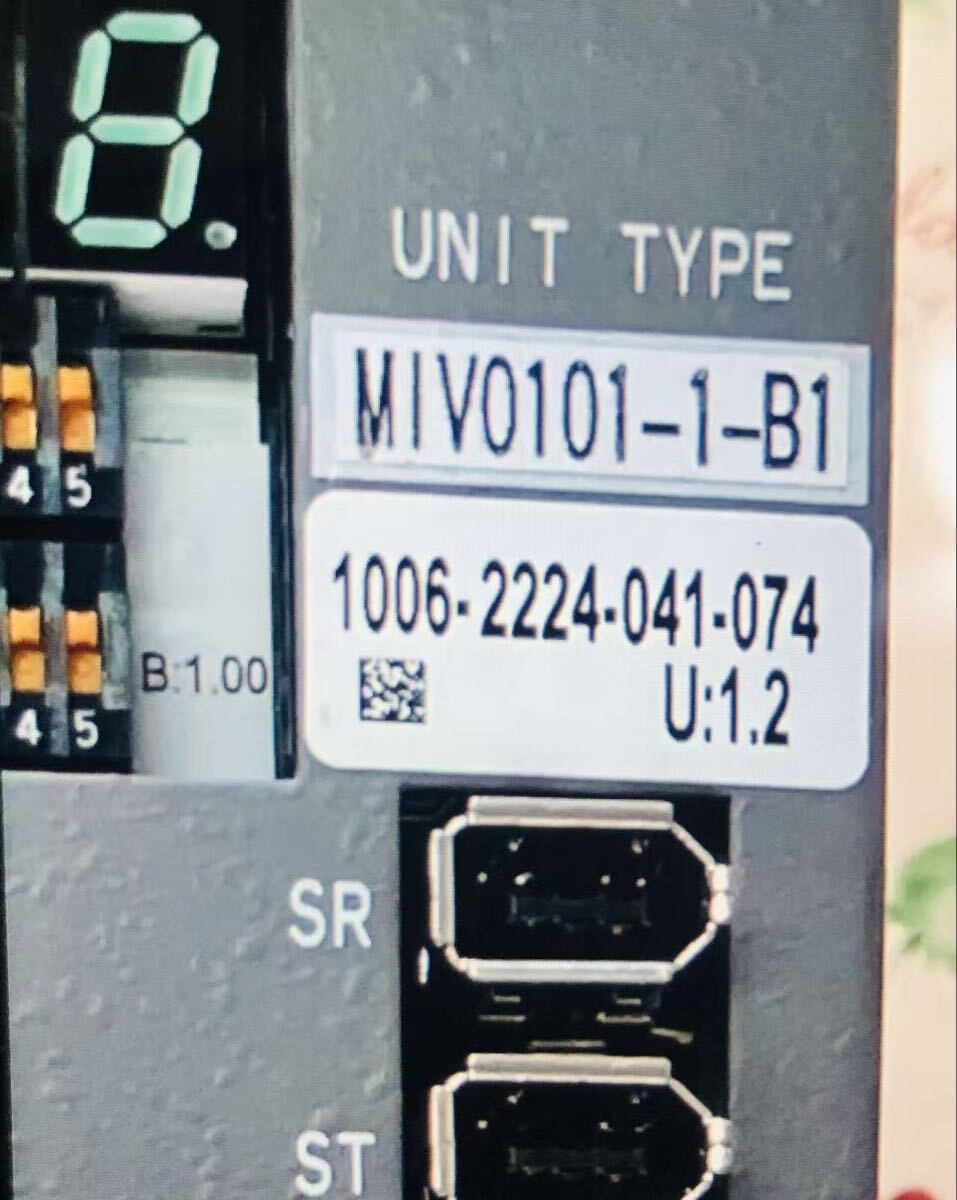 8.
UNIT TYPE
MIV0101-1-B1
4 5
1006-2224-041-074
B:1.00
U:1.2
4 5
SR
ST